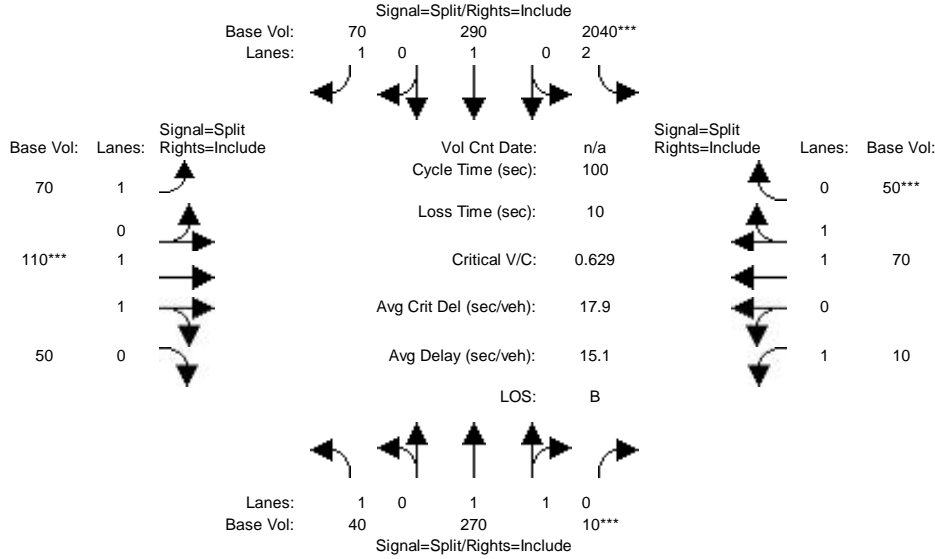 Signal=Split/Rights=Include
Base Vol: 70 290 2040***
Lanes: 1 0 1 0 2
Signal=Split
Rights=Include
Base Vol: Lanes:
Vol Cnt Date: n/a
Signal=Split
Rights=Include
Lanes: Base Vol:
Cycle Time (sec): 100
70 1
0 50***
Loss Time (sec): 10
0
1
110*** 1
Critical V/C: 0.629
1 70
1
Avg Crit Del (sec/veh): 17.9
0
50 0
Avg Delay (sec/veh): 15.1
1 10
LOS: B
Lanes: 1 0 1 1 0
Base Vol: 40 270 10***
Signal=Split/Rights=Include